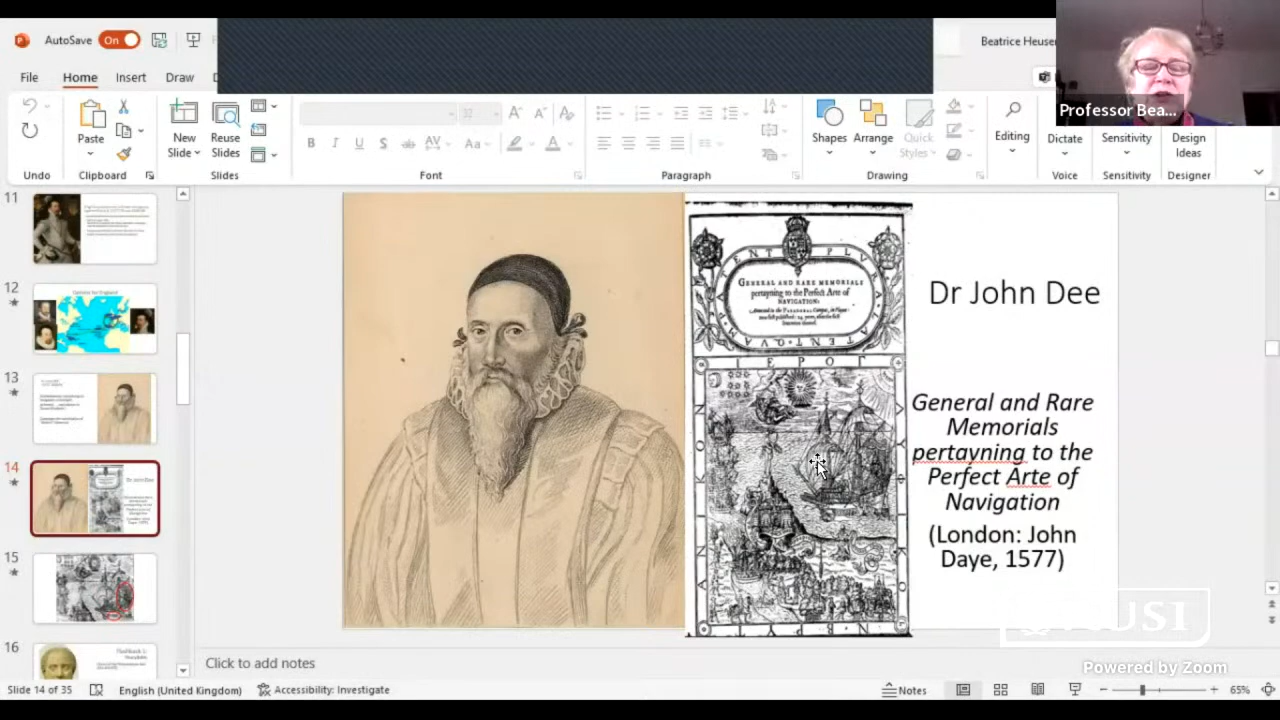 AutoSave On
Beatrice Heuser
File Home Insert Draw
Professor Bea...
Paste
New Slide
Reuse Slides
32
Shapes
Arrange
Quick Styles
Editing
Dictate
Sensitivity
Design Ideas
Undo
Clipboard
Slides
Font
Paragraph
Drawing
Voice
Sensitivity
Designer
11
12
13
14
15
16
GENERAL AND RARE MEMORIALS
pertayning to the Perfect Arte of
NAVIGATION:
Dr John Dee
General and Rare
Memorials
pertayning to the
Perfect Arte of
Navigation
(London: John
Daye, 1577)
RUSI
Click to add notes
Powered by Zoom
Slide 14 of 35
English (United Kingdom)
Accessibility: Investigate
Notes
65%